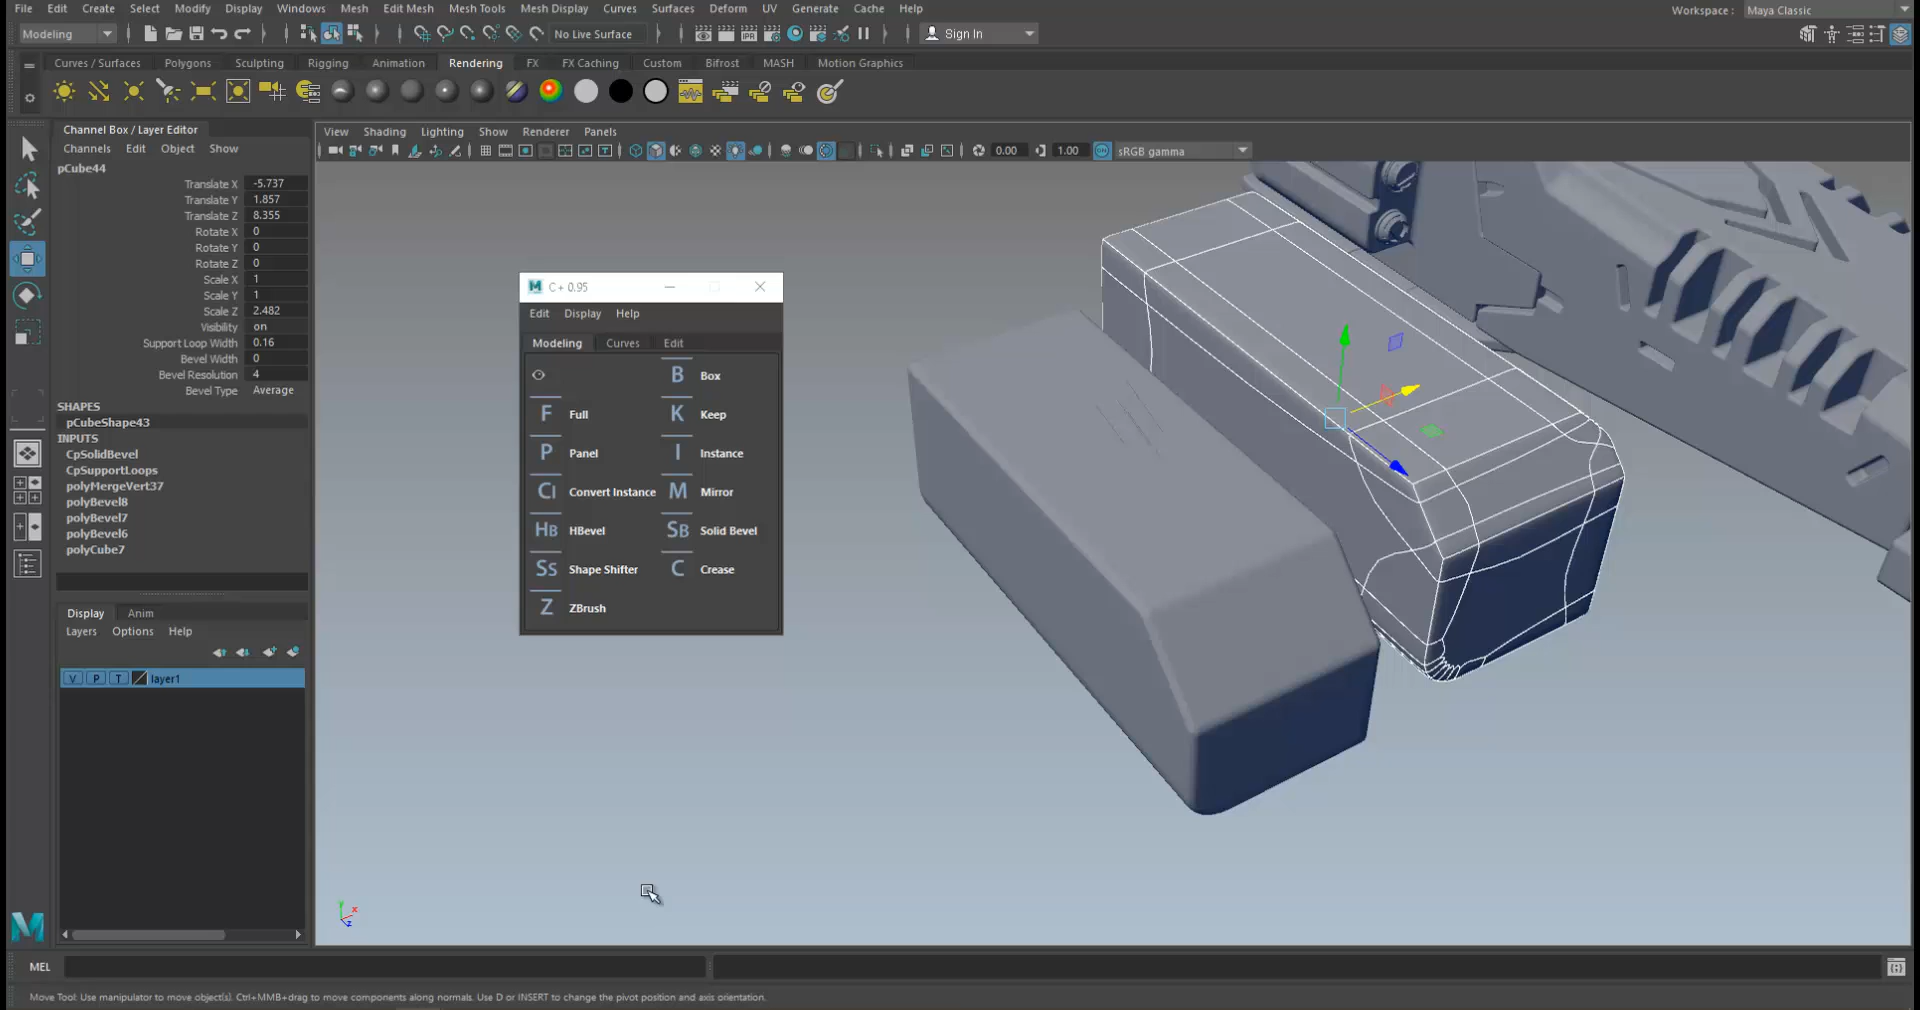 File Edit Create Select Modify Display Windows Mesh Edit Mesh Mesh Tools Mesh Display Curves Surfaces Deform UV Generate Cache Help Workspace : Maya Classic
Modeling No Live Surface Sign In
Curves / Surfaces Polygons Sculpting Rigging Animation Rendering FX FX Caching Custom Bifrost MASH Motion Graphics
IPR
Channel Box / Layer Editor
Channels Edit Object Show
pCube44
Translate X -5.737
Translate Y 1.857
Translate Z 8.355
Rotate X 0
Rotate Y 0
Rotate Z 0
Scale X 1
Scale Y 1
Scale Z 2.482
Visibility on
Support Loop Width 0.16
Bevel Width 0
Bevel Resolution 4
Bevel Type Average
SHAPES
pCubeShape43
INPUTS
CpSolidBevel
CpSupportLoops
polyMergeVert37
polyBevel8
polyBevel7
polyBevel6
polyCube7
Display Anim
Layers Options Help
V P T layer1
View Shading Lighting Show Renderer Panels
0.00 1.00 ON sRGB gamma
C+ 0.95
Edit Display Help
Modeling Curves Edit
B Box
F Full K Keep
P Panel I Instance
CI Convert Instance M Mirror
HB HBevel SB Solid Bevel
SS Shape Shifter C Crease
Z ZBrush
y x z
M
MEL
Move Tool: Use manipulator to move object(s). Ctrl+MMB+drag to move components along normals. Use D or INSERT to change the pivot position and axis orientation.